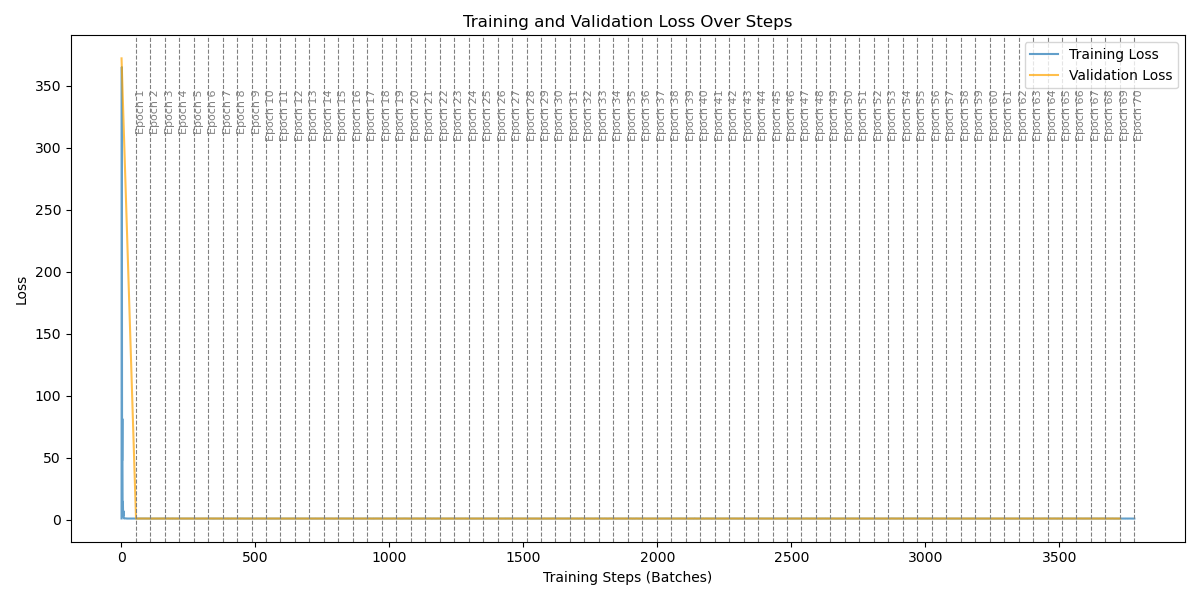 Training and Validation Loss Over Steps
Training Loss
Validation Loss
Epoch 1
Epoch 2
Epoch 3
Epoch 4
Epoch 5
Epoch 6
Epoch 7
Epoch 8
Epoch 9
Epoch 10
Epoch 11
Epoch 12
Epoch 13
Epoch 14
Epoch 15
Epoch 16
Epoch 17
Epoch 18
Epoch 19
Epoch 20
Epoch 21
Epoch 22
Epoch 23
Epoch 24
Epoch 25
Epoch 26
Epoch 27
Epoch 28
Epoch 29
Epoch 30
Epoch 31
Epoch 32
Epoch 33
Epoch 34
Epoch 35
Epoch 36
Epoch 37
Epoch 38
Epoch 39
Epoch 40
Epoch 41
Epoch 42
Epoch 43
Epoch 44
Epoch 45
Epoch 46
Epoch 47
Epoch 48
Epoch 49
Epoch 50
Epoch 51
Epoch 52
Epoch 53
Epoch 54
Epoch 55
Epoch 56
Epoch 57
Epoch 58
Epoch 59
Epoch 60
Epoch 61
Epoch 62
Epoch 63
Epoch 64
Epoch 65
Epoch 66
Epoch 67
Epoch 68
Epoch 69
Epoch 70
350
300
250
200
150
100
50
0
Loss
0 500 1000 1500 2000 2500 3000 3500
Training Steps (Batches)